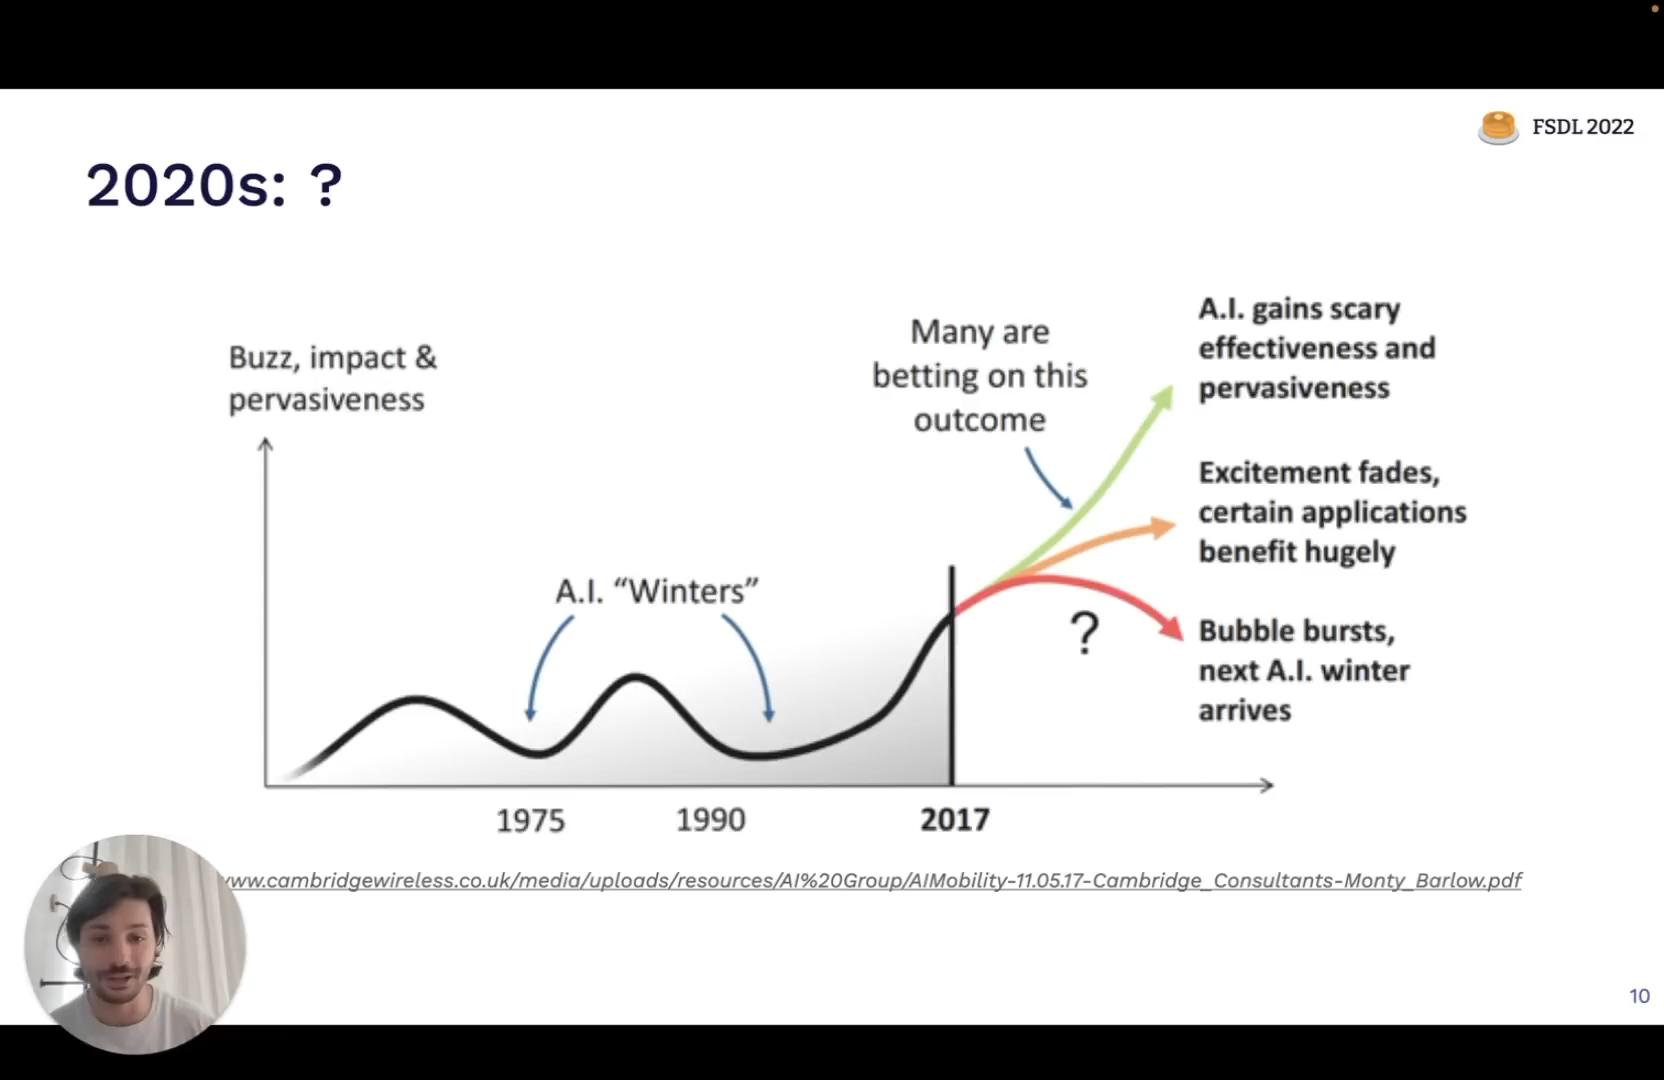 FSDL 2022
2020s: ?
Buzz, impact &
pervasiveness
Many are
betting on this
outcome
A.I. gains scary
effectiveness and
pervasiveness
Excitement fades,
certain applications
benefit hugely
A.I. “Winters”
?
Bubble bursts,
next A.I. winter
arrives
1975 1990 2017
www.cambridgewireless.co.uk/media/uploads/resources/AI%20Group/AIMobility-11.05.17-Cambridge_Consultants-Monty_Barlow.pdf
10